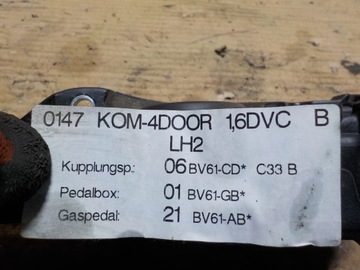 0147 KOM-4DOOR 1,6DVC B
LH2
Kupplungsp.: 06 BV61-CD* C33 B
Pedalbox: 01 BV61-GB*
Gaspedal: 21 BV61-AB*